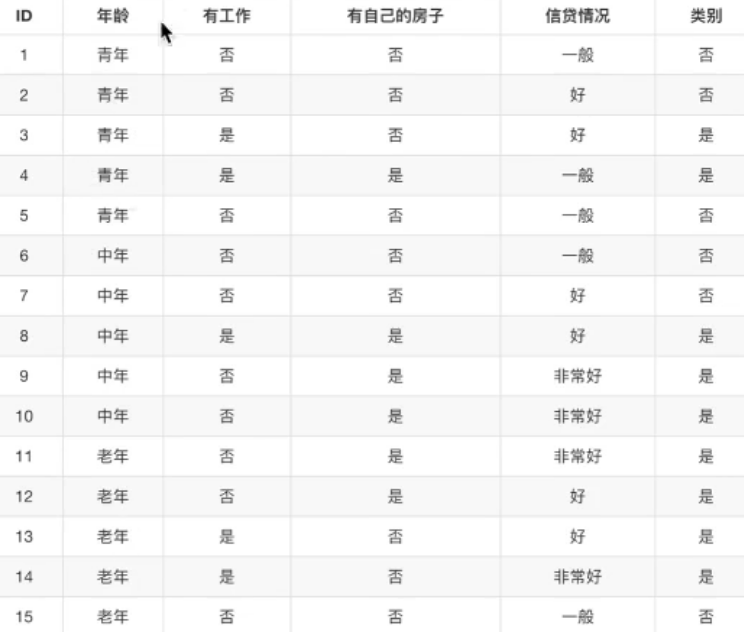 ID 年龄 有工作 有自己的房子 信贷情况 类别
1 青年 否 否 一般 否
2 青年 否 否 好 否
3 青年 是 否 好 是
4 青年 是 是 一般 是
5 青年 否 否 一般 否
6 中年 否 否 一般 否
7 中年 否 否 好 否
8 中年 是 是 好 是
9 中年 否 是 非常好 是
10 中年 否 是 非常好 是
11 老年 否 是 非常好 是
12 老年 否 是 好 是
13 老年 是 否 好 是
14 老年 是 否 非常好 是
15 老年 否 否 一般 否